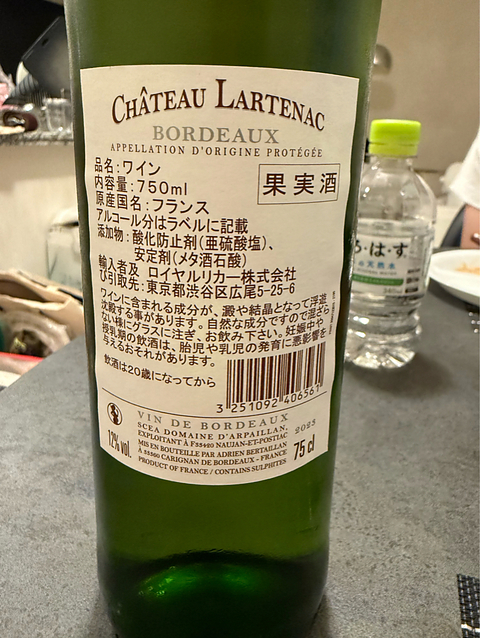 CHÂTEAU LARTENAC
BORDEAUX
APPELLATION D'ORIGINE PROTÉGÉE
品名:ワイン
内容量:750ml
果実酒
原産国名:フランス
アルコール分はラベルに記載
添加物:酸化防止剤(亜硫酸塩)、
安定剤(メタ酒石酸)
輸入者及 ロイヤルリカー株式会社
び引取先:東京都渋谷区広尾5-25-6
ワインに含まれる成分が、澱や結晶となって浮遊
沈殿する事があります。自然な成分ですので混ざら
ない様にグラスに注ぎ、お飲み下さい。妊娠中や
授乳期の飲酒は、胎児や乳児の発育に悪影響を
与えるおそれがあります。
飲酒は20歳になってから
3 251092 406561
VIN DE BORDEAUX
2023
SCEA DOMAINE D'ARPAILLAN,
EXPLOITANT À F33420 NAUJAN-ET-POSTIAC
MIS EN BOUTEILLE PAR ADRIEN BERTAILLAN
À 33360 CARIGNAN DE BORDEAUX - FRANCE
PRODUCT OF FRANCE / CONTAINS SULPHITES
12% vol.
75 cl
ろ・は・す
天然水